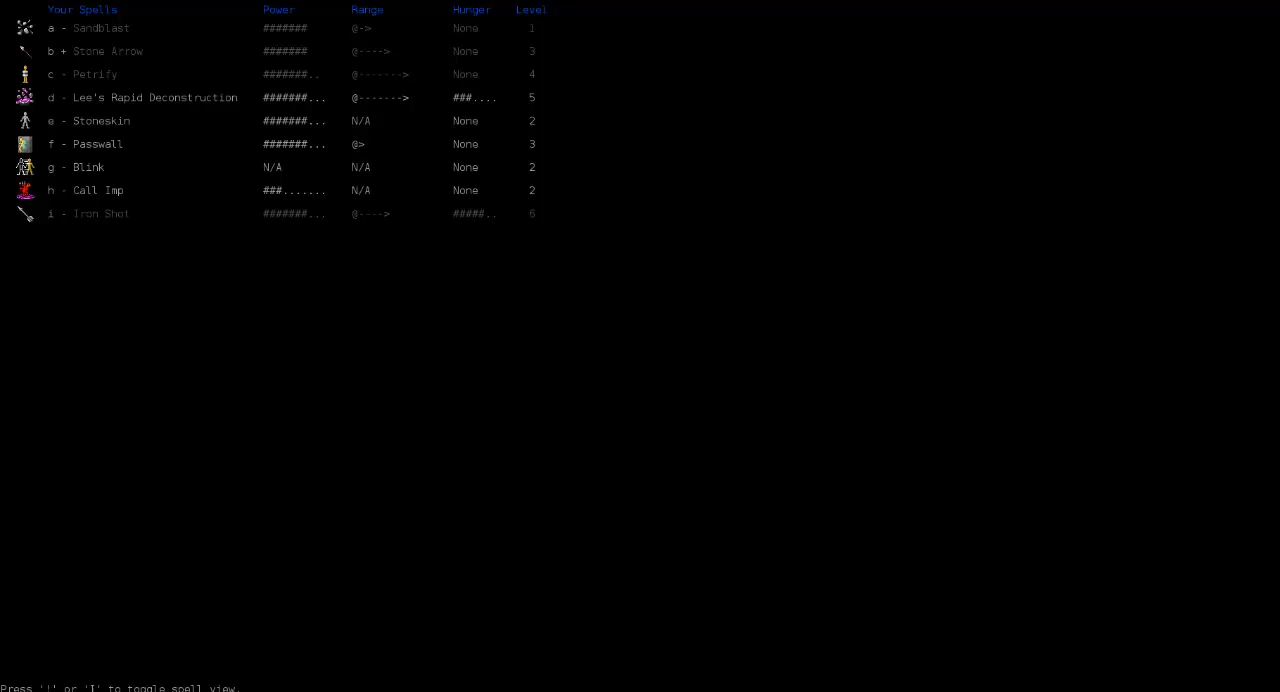 Your Spells Power Range Hunger Level
a - Sandblast ####### @-> None 1
b + Stone Arrow ####### @----> None 3
c - Petrify #######.. @-------> None 4
d - Lee's Rapid Deconstruction #######... @-------> ###.... 5
e - Stoneskin #######... N/A None 2
f - Passwall #######... @> None 3
g - Blink N/A N/A None 2
h - Call Imp ###....... N/A None 2
i - Iron Shot #######... @----> #####.. 6
Press '!' or 'I' to toggle spell view.